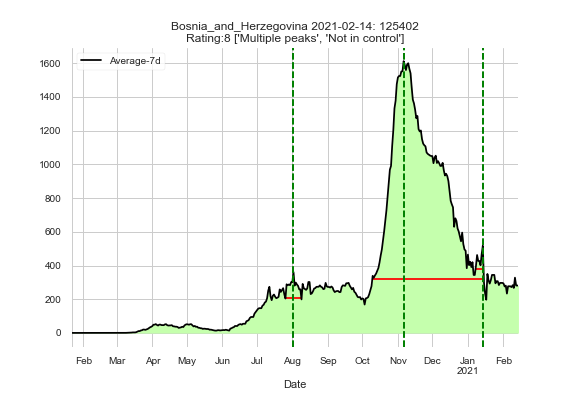 Bosnia_and_Herzegovina 2021-02-14: 125402
Rating:8 ['Multiple peaks', 'Not in control']
Average-7d
1600
1400
1200
1000
800
600
400
200
0
Feb Mar Apr May Jun Jul Aug Sep Oct Nov Dec Jan Feb
2021
Date